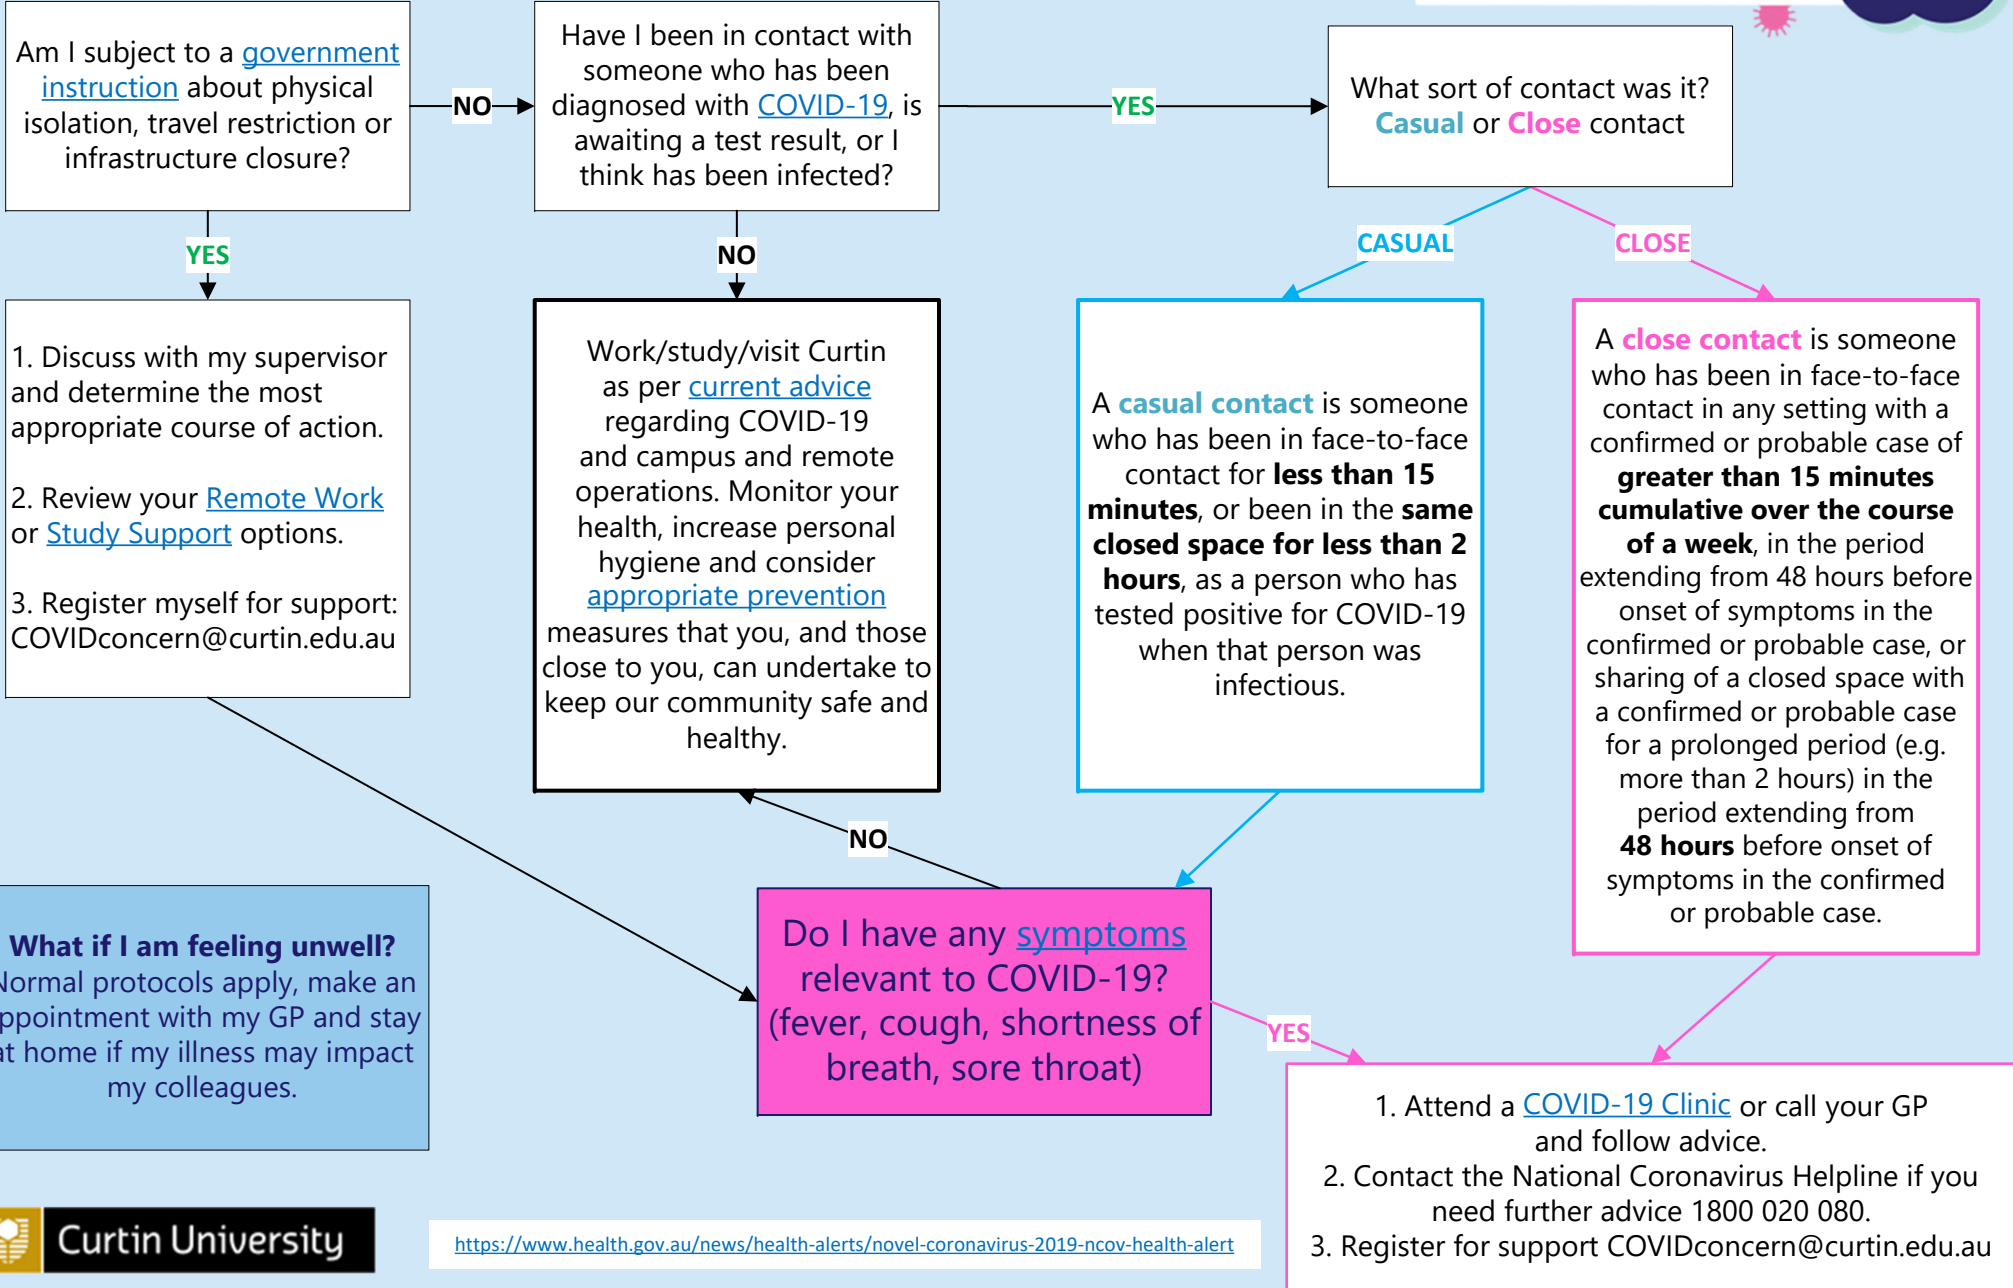 Am I subject to a government
instruction about physical
isolation, travel restriction or
infrastructure closure?
NO
Have I been in contact with
someone who has been
diagnosed with COVID-19, is
awaiting a test result, or I
think has been infected?
YES
What sort of contact was it?
Casual or Close contact
YES
NO
CASUAL
CLOSE
1. Discuss with my supervisor
and determine the most
appropriate course of action.
2. Review your Remote Work
or Study Support options.
3. Register myself for support:
COVIDconcern@curtin.edu.au
Work/study/visit Curtin
as per current advice
regarding COVID-19
and campus and remote
operations. Monitor your
health, increase personal
hygiene and consider
appropriate prevention
measures that you, and those
close to you, can undertake to
keep our community safe and
healthy.
A casual contact is someone
who has been in face-to-face
contact for less than 15
minutes, or been in the same
closed space for less than 2
hours, as a person who has
tested positive for COVID-19
when that person was
infectious.
A close contact is someone
who has been in face-to-face
contact in any setting with a
confirmed or probable case of
greater than 15 minutes
cumulative over the course
of a week, in the period
extending from 48 hours before
onset of symptoms in the
confirmed or probable case, or
sharing of a closed space with
a confirmed or probable case
for a prolonged period (e.g.
more than 2 hours) in the
period extending from
48 hours before onset of
symptoms in the confirmed
or probable case.
NO
What if I am feeling unwell?
Normal protocols apply, make an
appointment with my GP and stay
at home if my illness may impact
my colleagues.
Do I have any symptoms
relevant to COVID-19?
(fever, cough, shortness of
breath, sore throat)
YES
1. Attend a COVID-19 Clinic or call your GP
and follow advice.
2. Contact the National Coronavirus Helpline if you
need further advice 1800 020 080.
3. Register for support COVIDconcern@curtin.edu.au
Curtin University
https://www.health.gov.au/news/health-alerts/novel-coronavirus-2019-ncov-health-alert